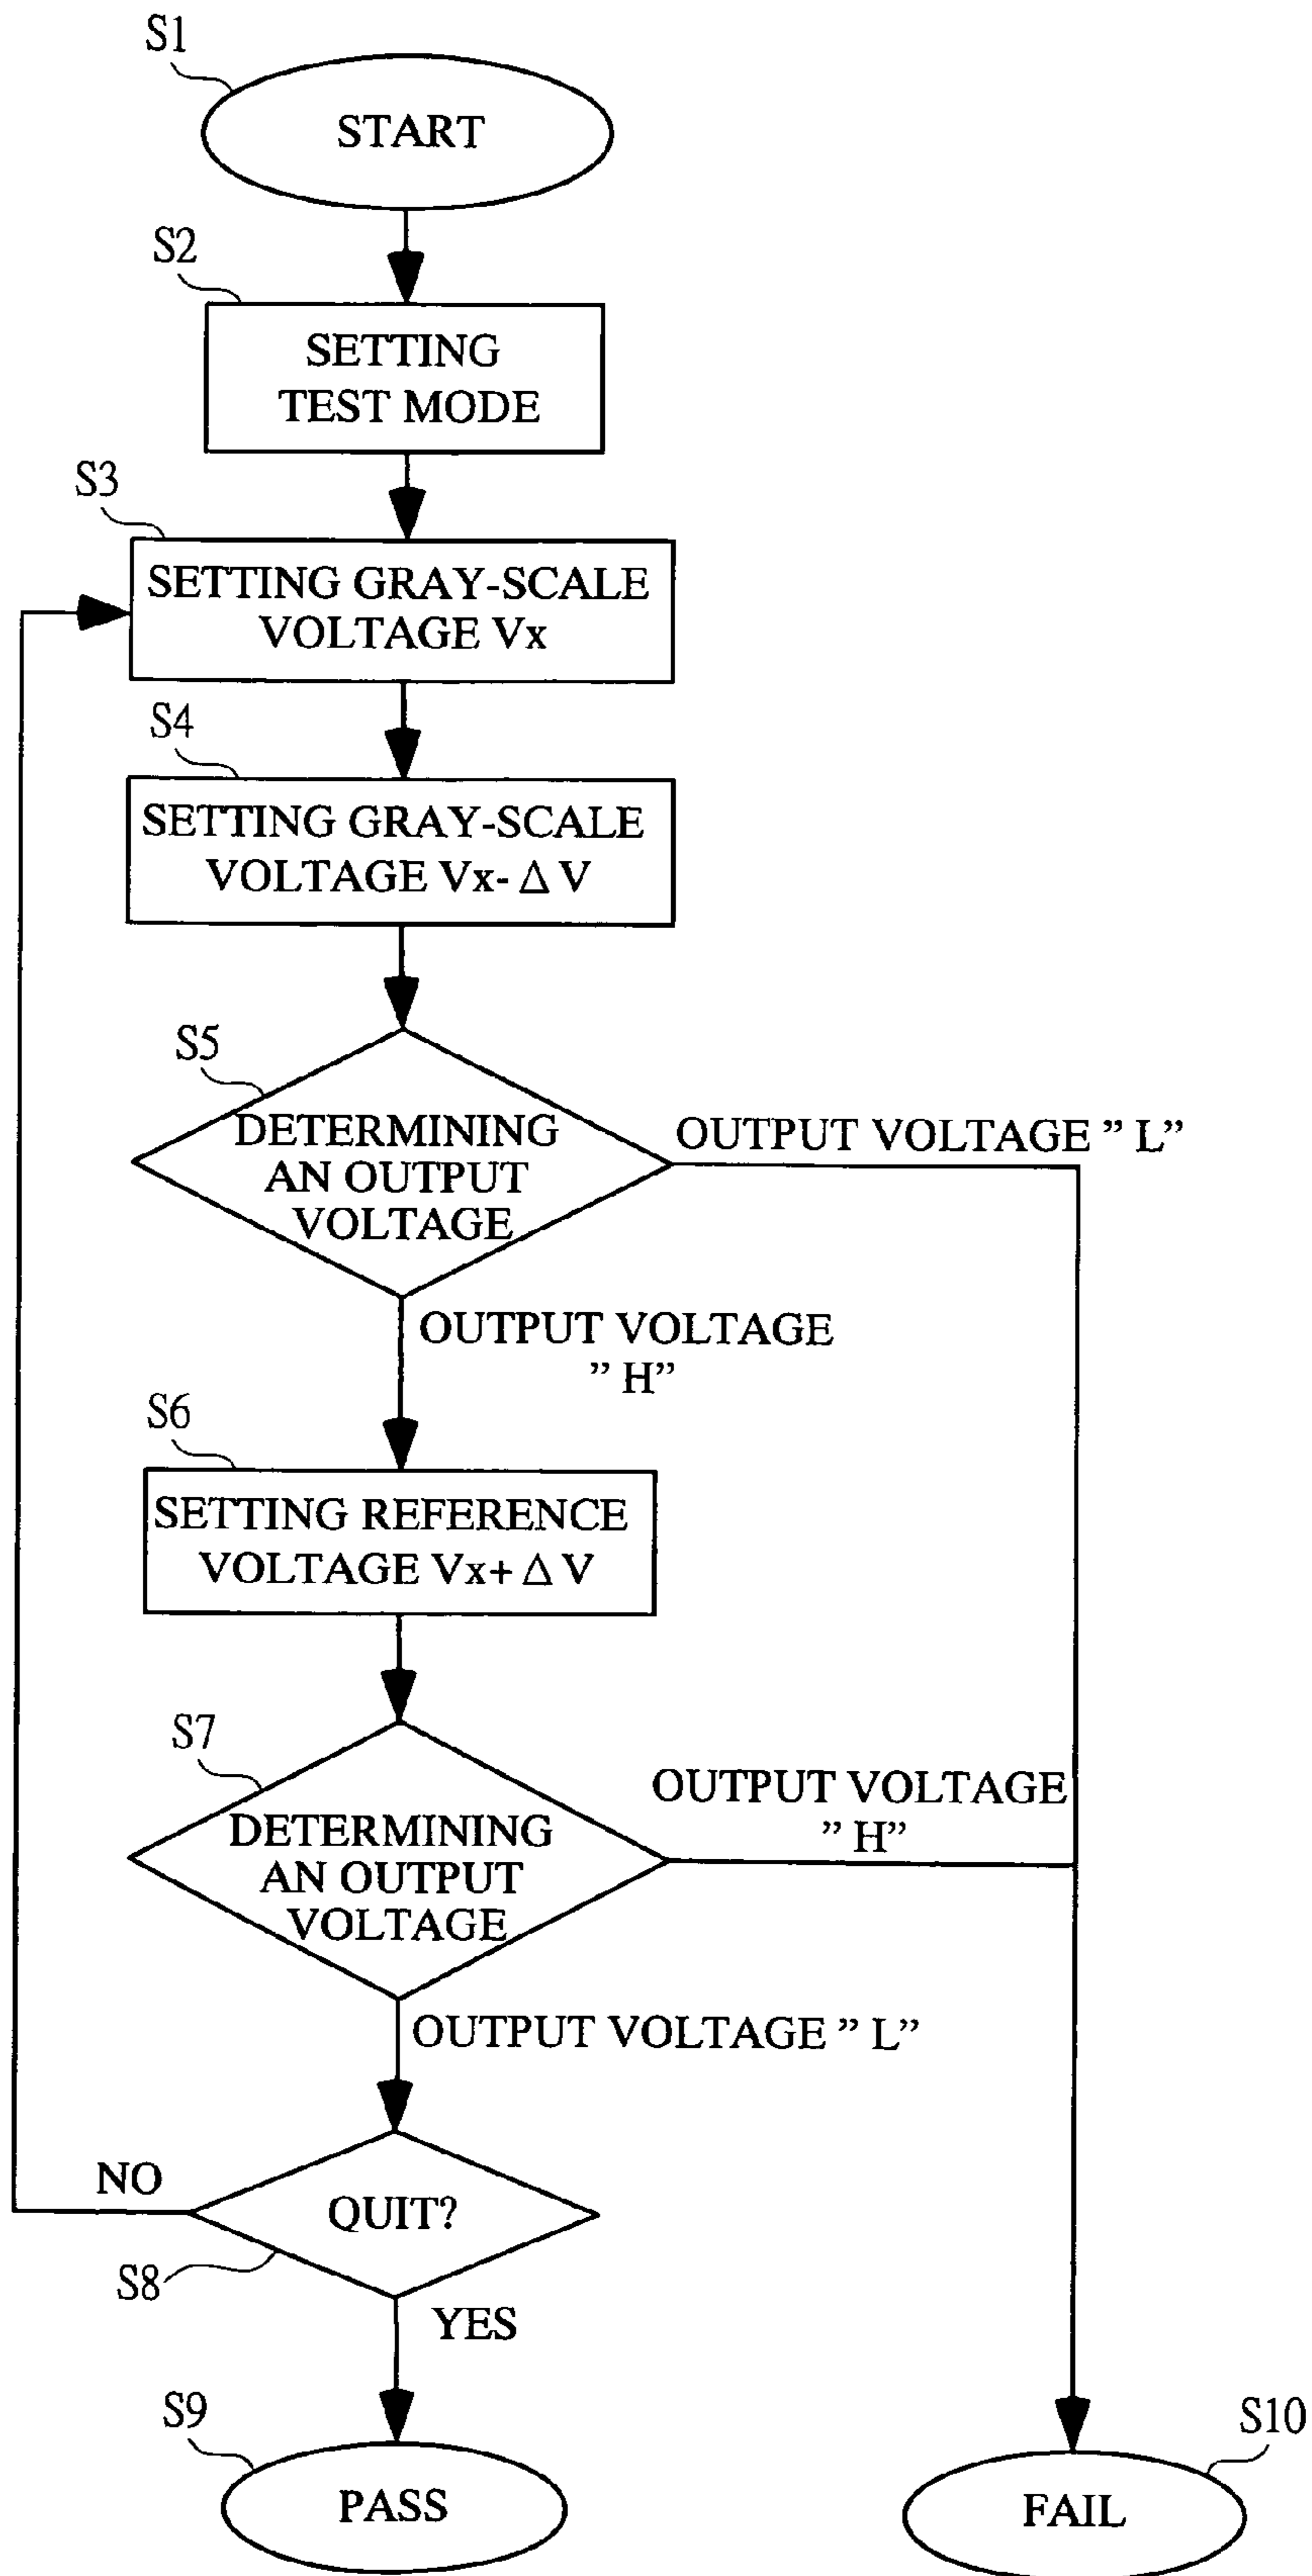 S1
START
S2
SETTING
TEST MODE
S3
SETTING GRAY-SCALE
VOLTAGE Vx
S4
SETTING GRAY-SCALE
VOLTAGE Vx- Δ V
S5
DETERMINING
AN OUTPUT
VOLTAGE
OUTPUT VOLTAGE ” L”
OUTPUT VOLTAGE
” H”
S6
SETTING REFERENCE
VOLTAGE Vx+ Δ V
S7
DETERMINING
AN OUTPUT
VOLTAGE
OUTPUT VOLTAGE
” H”
OUTPUT VOLTAGE ” L”
NO
QUIT?
S8
YES
S9
PASS
S10
FAIL